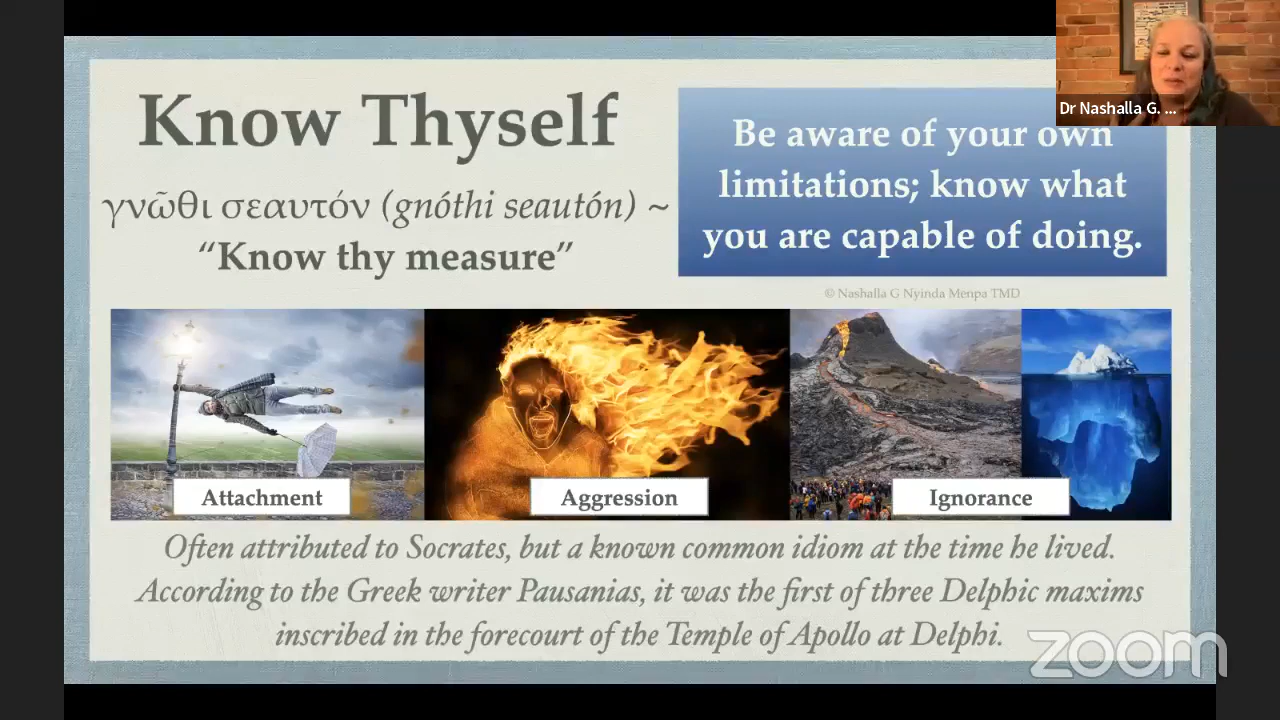 Know Thyself
γνῶθι σεαυτόν (gnóthi seautón) ~
“Know thy measure”
Be aware of your own
limitations; know what
you are capable of doing.
© Nashalla G Nyinda Menpa TMD
Dr Nashalla G. ...
Attachment
Aggression
Ignorance
Often attributed to Socrates, but a known common idiom at the time he lived.
According to the Greek writer Pausanias, it was the first of three Delphic maxims
inscribed in the forecourt of the Temple of Apollo at Delphi.
zoom